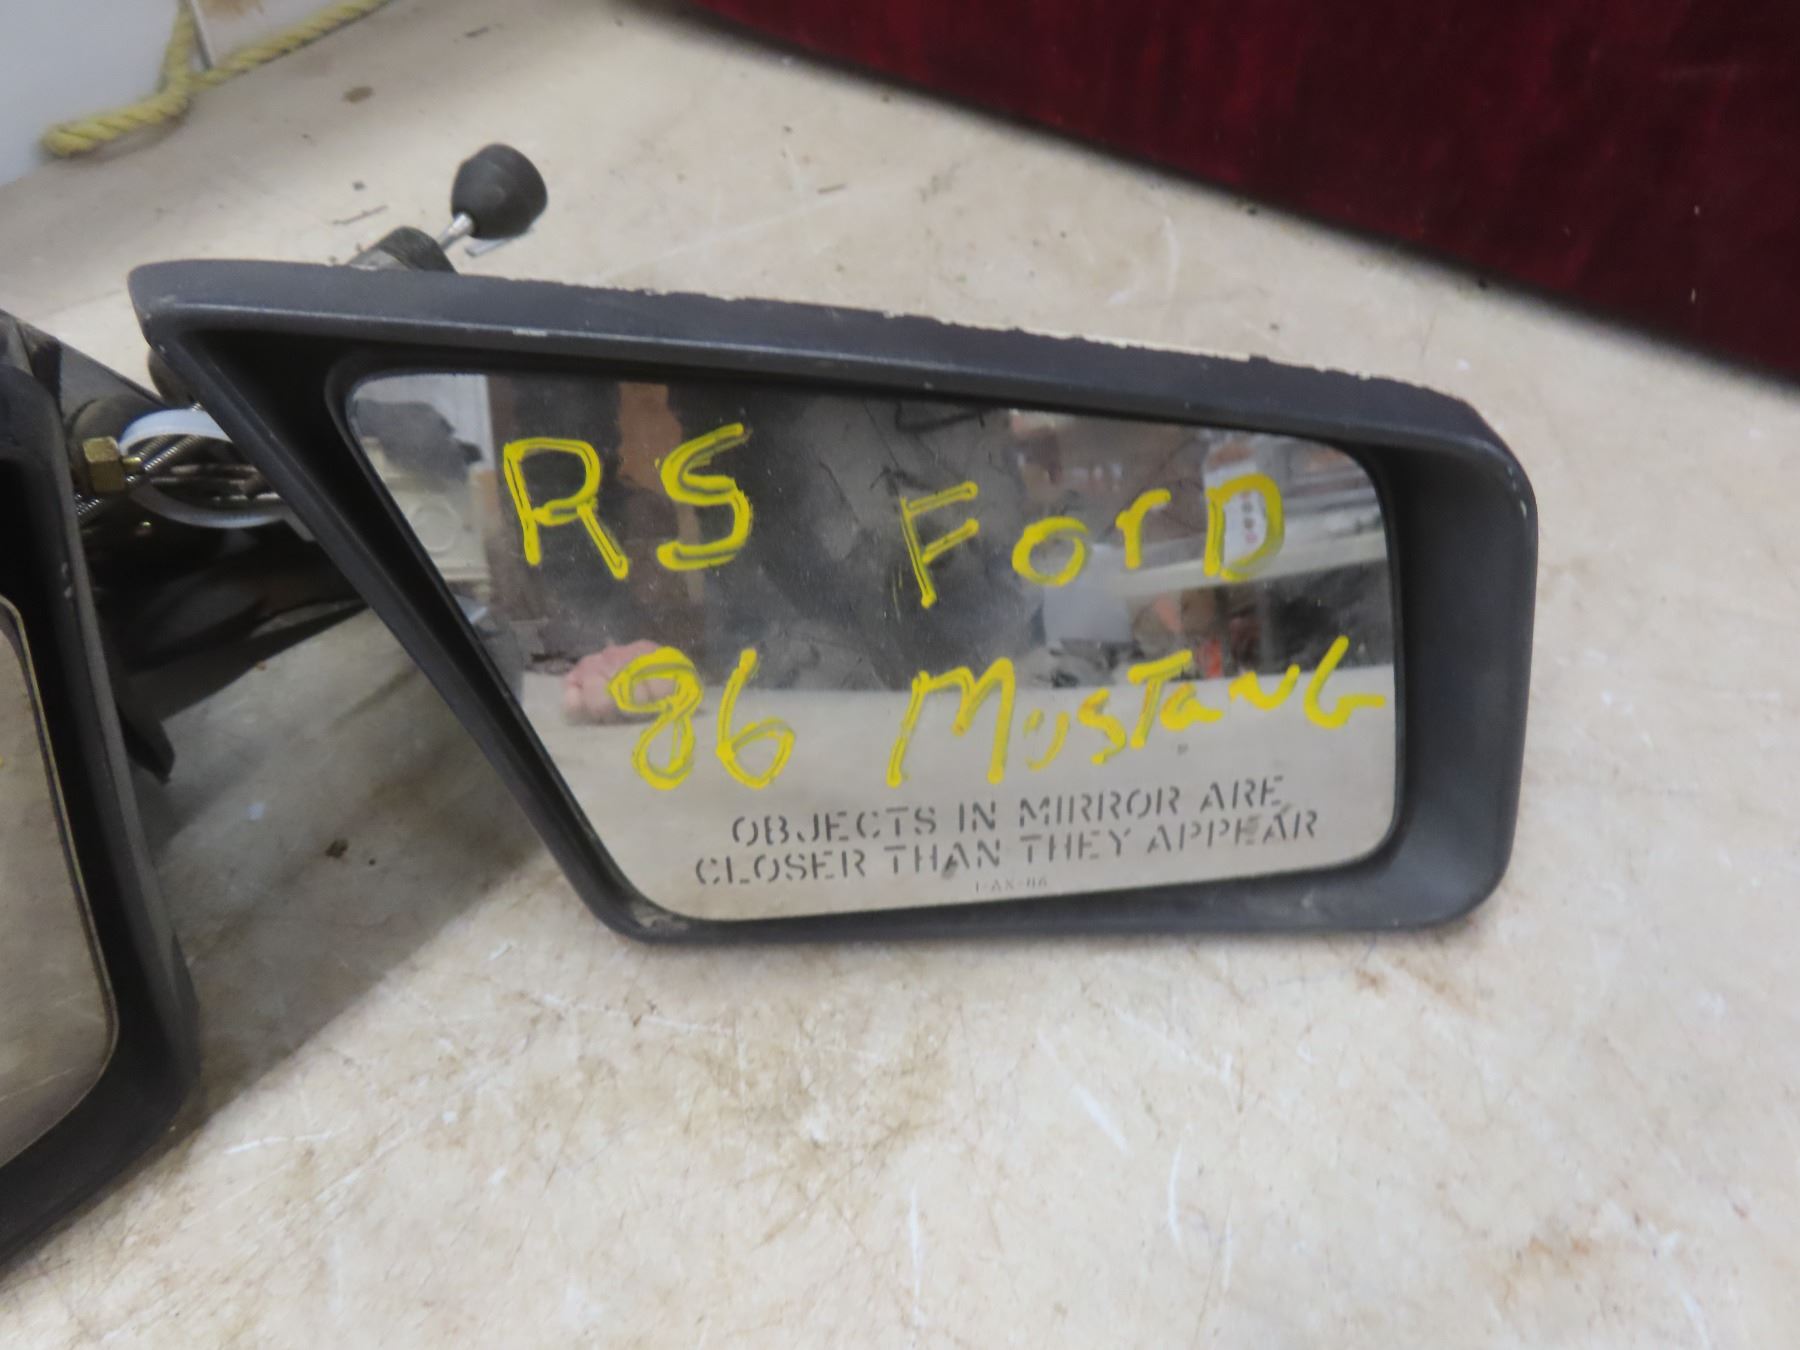 RS Ford
86 Mustang
OBJECTS IN MIRROR ARE
CLOSER THAN THEY APPEAR